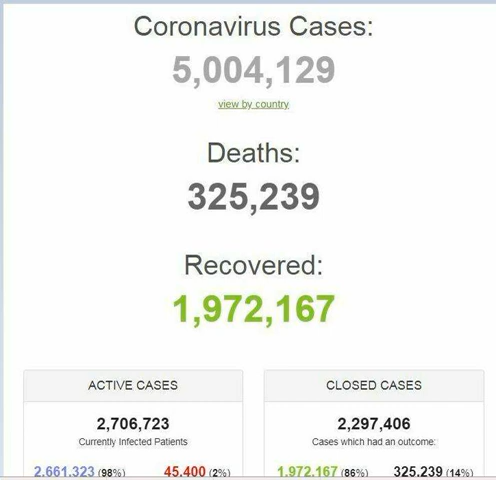 Coronavirus Cases:
5,004,129
view by country
Deaths:
325,239
Recovered:
1,972,167
ACTIVE CASES
2,706,723
Currently Infected Patients
2,661,323 (98%) 45,400 (2%)
CLOSED CASES
2,297,406
Cases which had an outcome:
1,972,167 (86%) 325,239 (14%)